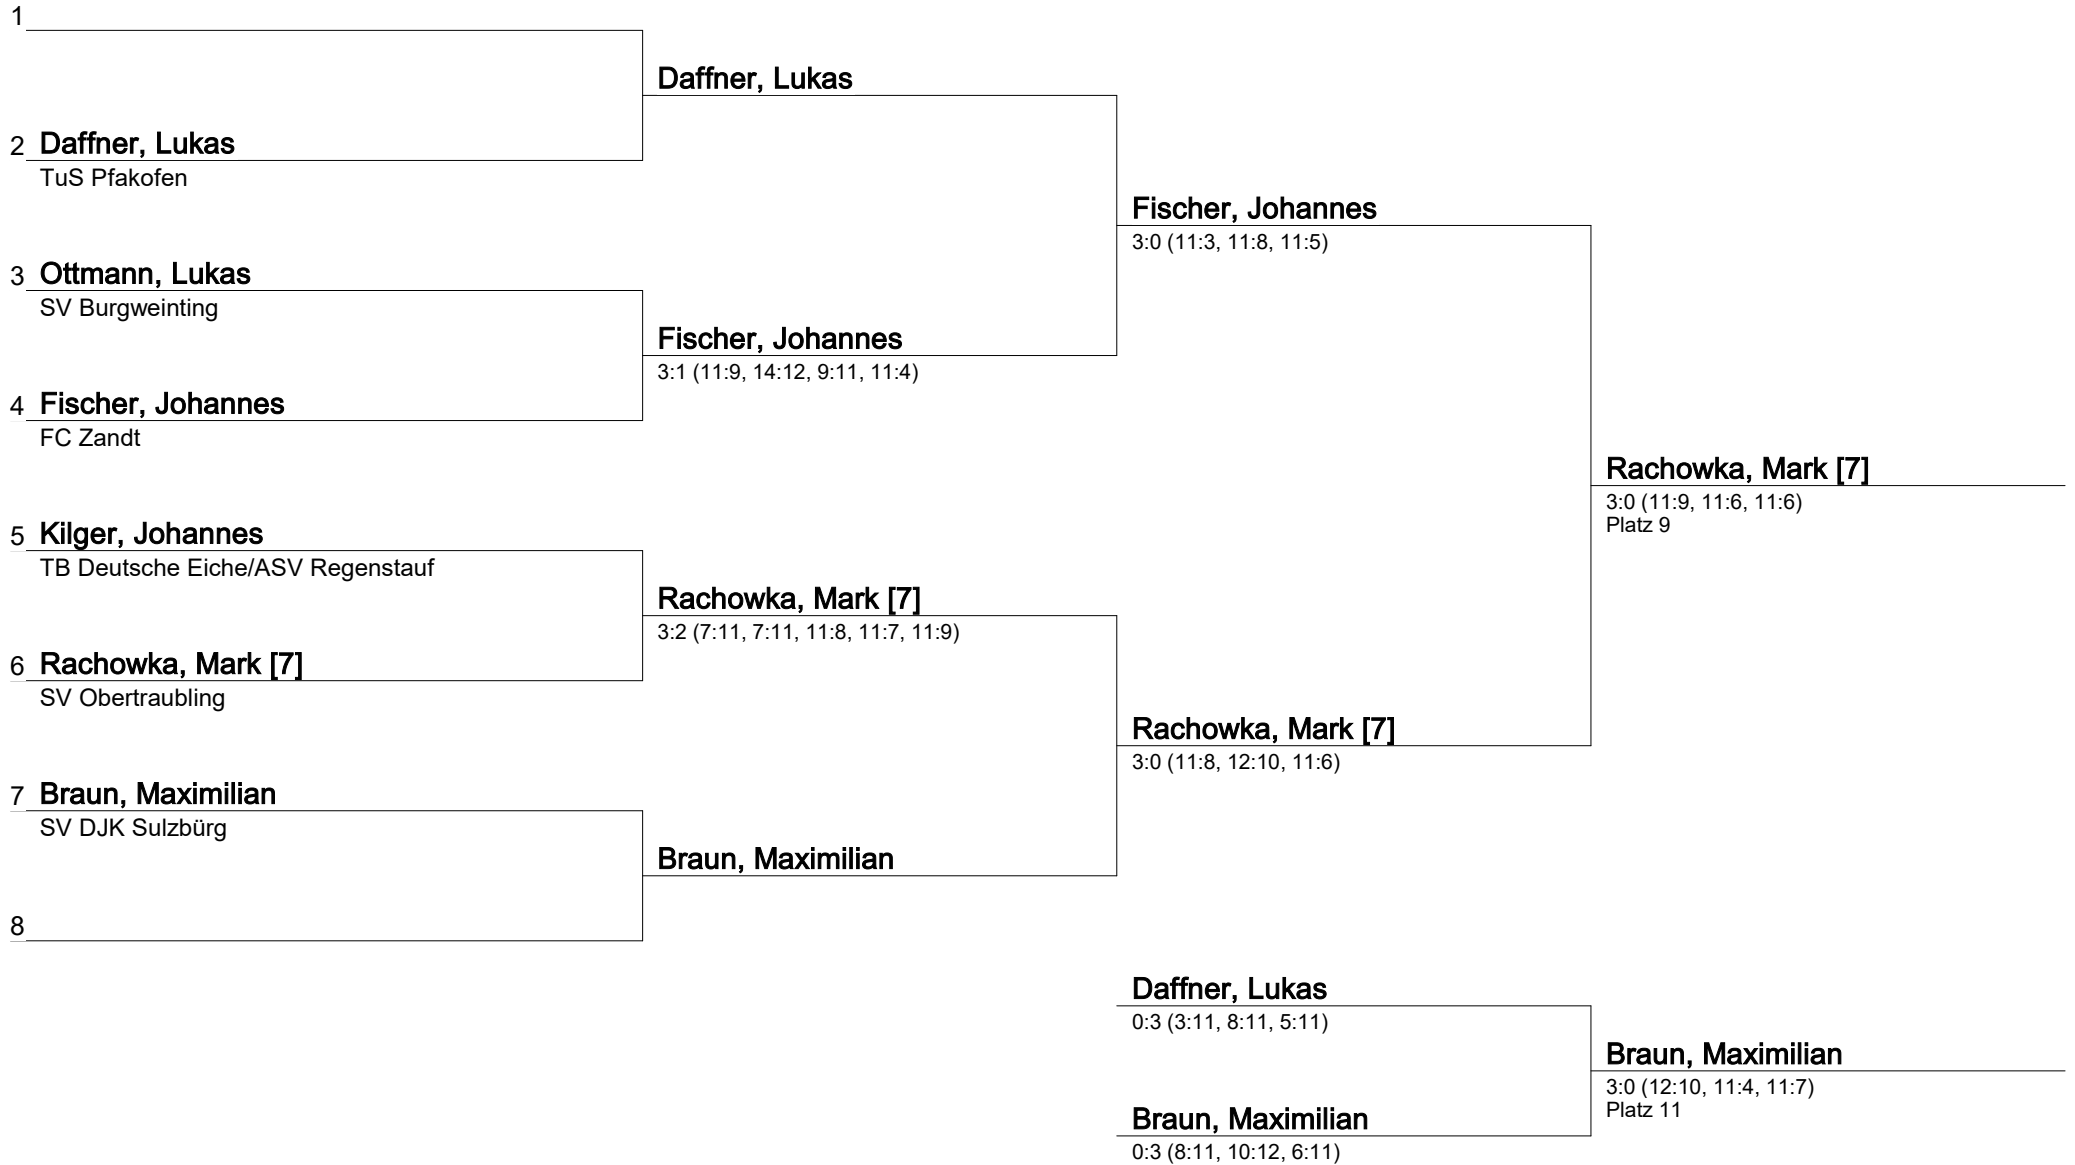 1
Daffner, Lukas
2 Daffner, Lukas
TuS Pfakofen
Fischer, Johannes
3:0 (11:3, 11:8, 11:5)
3 Ottmann, Lukas
SV Burgweinting
Fischer, Johannes
3:1 (11:9, 14:12, 9:11, 11:4)
4 Fischer, Johannes
FC Zandt
Rachowka, Mark [7]
3:0 (11:9, 11:6, 11:6)
Platz 9
5 Kilger, Johannes
TB Deutsche Eiche/ASV Regenstauf
Rachowka, Mark [7]
3:2 (7:11, 7:11, 11:8, 11:7, 11:9)
6 Rachowka, Mark [7]
SV Obertraubling
Rachowka, Mark [7]
3:0 (11:8, 12:10, 11:6)
7 Braun, Maximilian
SV DJK Sulzbürg
Braun, Maximilian
8
Daffner, Lukas
0:3 (3:11, 8:11, 5:11)
Braun, Maximilian
3:0 (12:10, 11:4, 11:7)
Platz 11
Braun, Maximilian
0:3 (8:11, 10:12, 6:11)